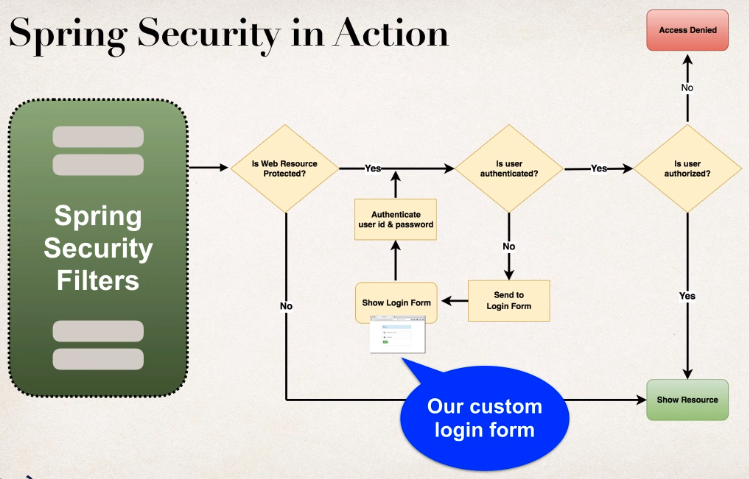 Spring Security in Action
Access Denied
No
Is Web Resource
Protected?
Yes
Is user
authenticated?
Yes
Is user
authorized?
Spring
Security
Filters
Authenticate
user id & password
No
No
Show Login Form
Send to
Login Form
Yes
Our custom
login form
Show Resource